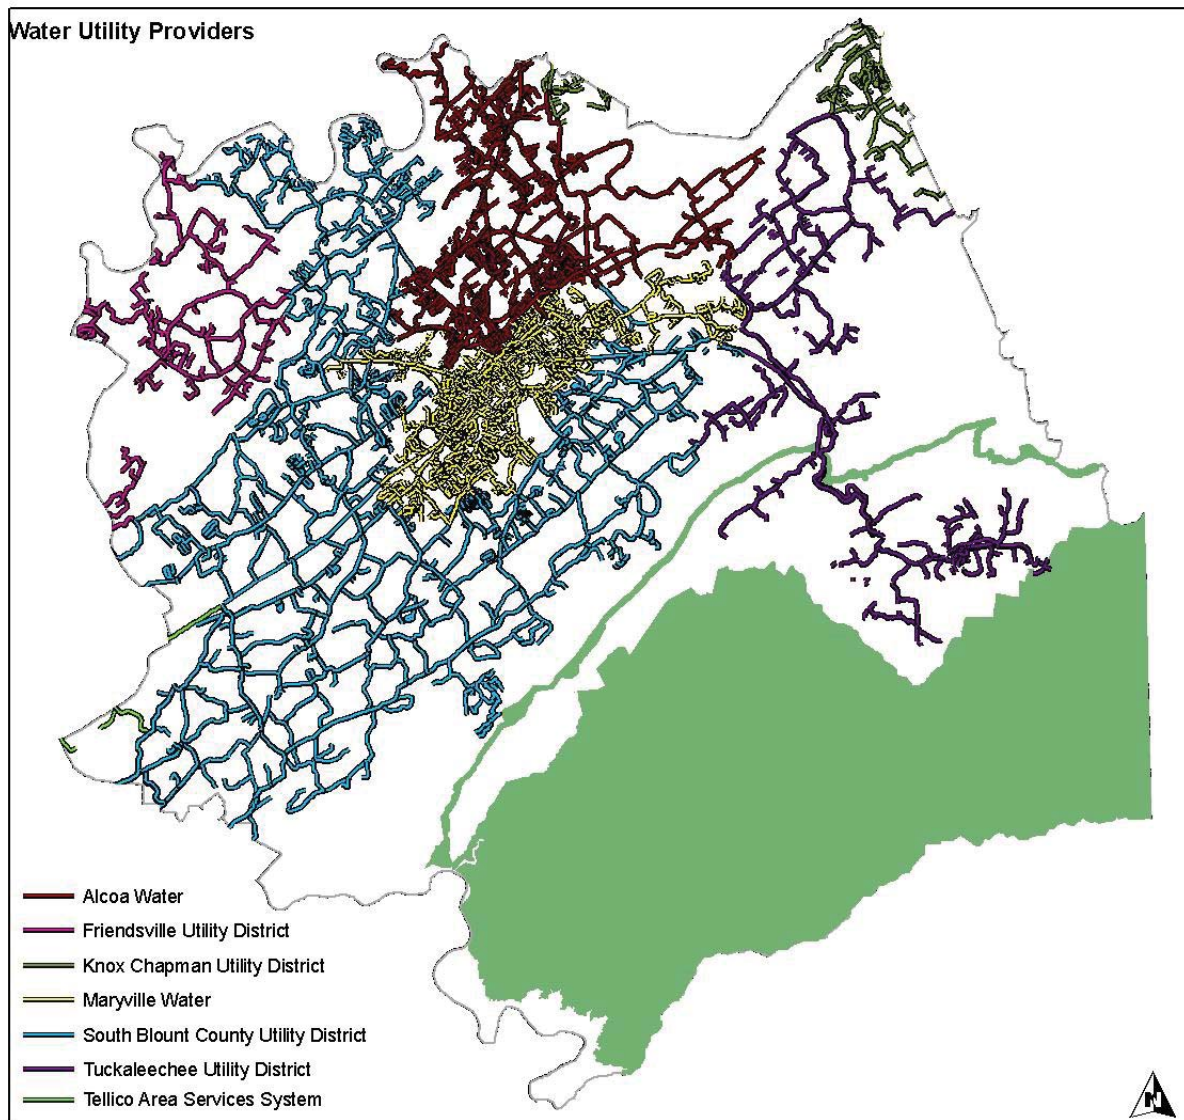 Water Utility Providers
Alcoa Water
Friendsville Utility District
Knox Chapman Utility District
Maryville Water
South Blount County Utility District
Tuckaleechee Utility District
Tellico Area Services System
N